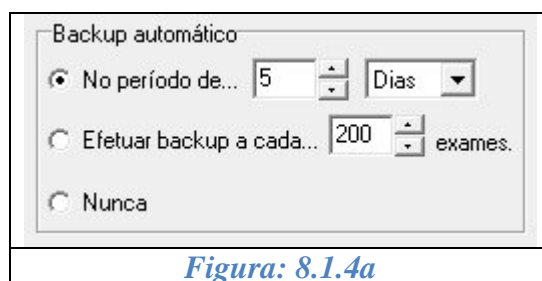 Backup automático
No período de... 5 Dias
Efetuar backup a cada... 200 exames.
Nunca
Figura: 8.1.4a